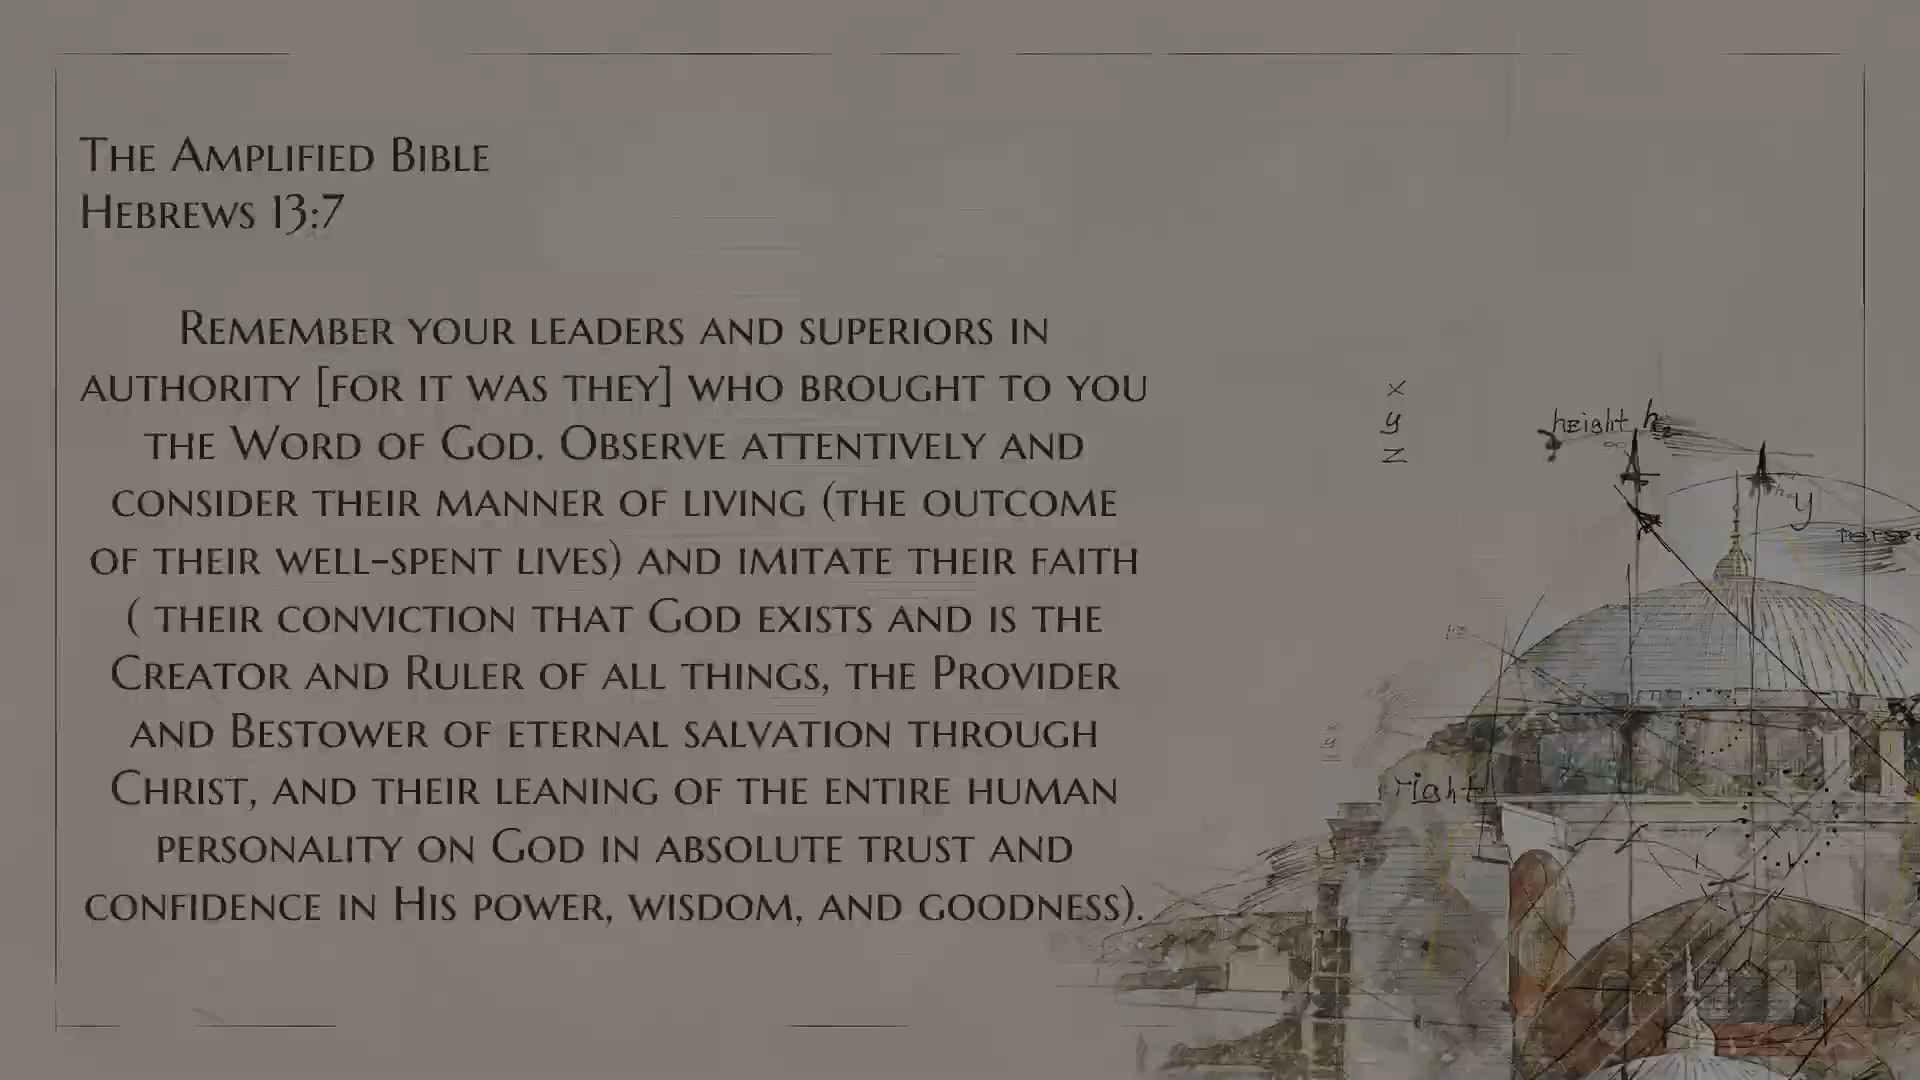 The Amplified Bible
Hebrews 13:7
Remember your leaders and superiors in
authority [for it was they] who brought to you
the Word of God. Observe attentively and
consider their manner of living (the outcome
of their well-spent lives) and imitate their faith
( their conviction that God exists and is the
Creator and Ruler of all things, the Provider
and Bestower of eternal salvation through
Christ, and their leaning of the entire human
personality on God in absolute trust and
confidence in His power, wisdom, and goodness).
x
y
z
height h
y
x
y
right